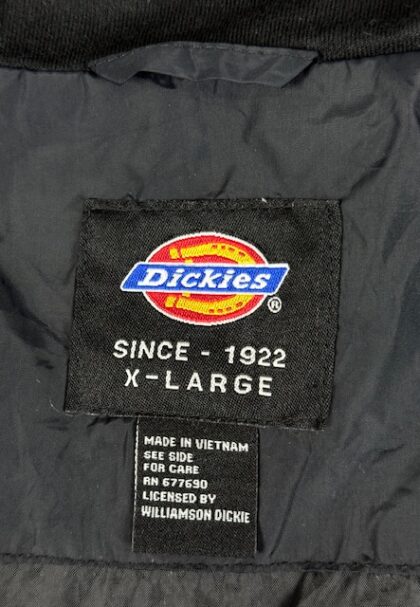 Dickies®
SINCE - 1922
X-LARGE
MADE IN VIETNAM
SEE SIDE
FOR CARE
RN 677690
LICENSED BY
WILLIAMSON DICKIE